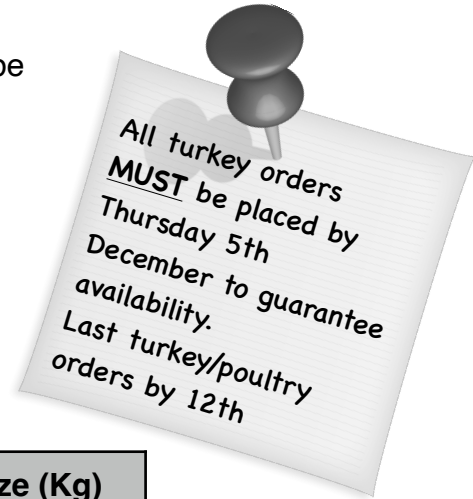 be
All turkey orders
MUST be placed by
Thursday 5th
December to guarantee
availability.
Last turkey/poultry
orders by 12th
(Kg)